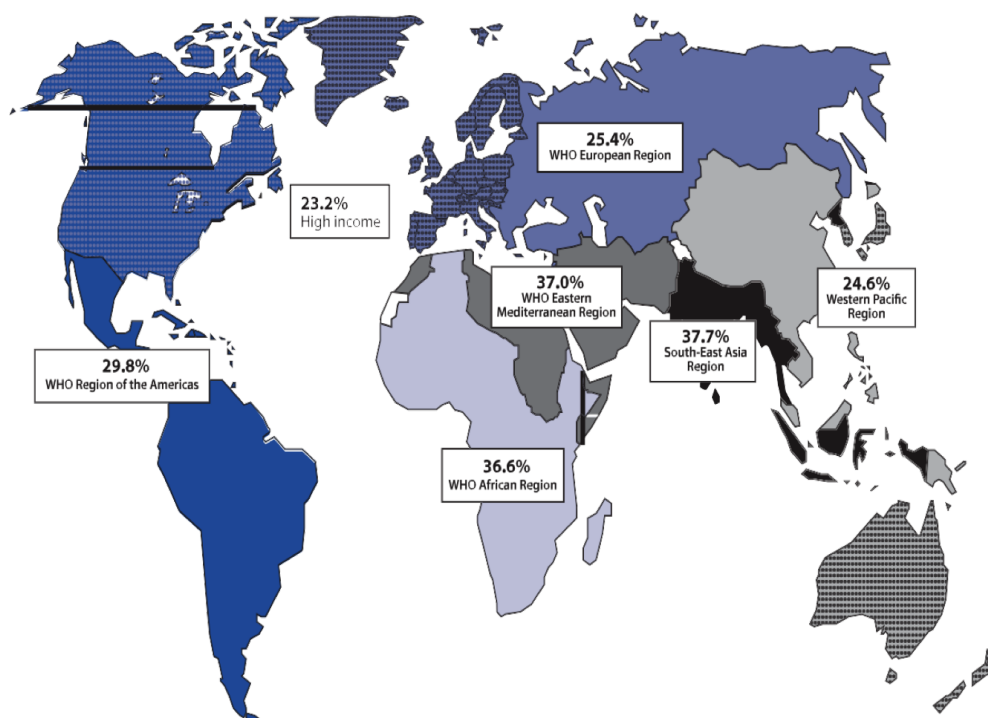 25.4%
WHO European Region
23.2%
High income
37.0%
WHO Eastern
Mediterranean Region
24.6%
Western Pacific
Region
37.7%
South-East Asia
Region
29.8%
WHO Region of the Americas
36.6%
WHO African Region